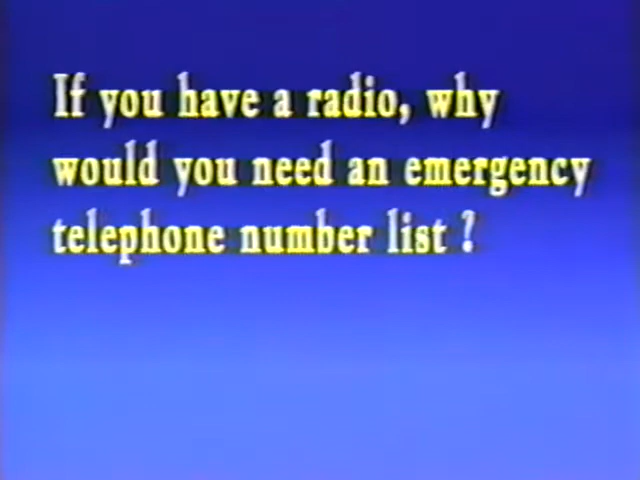 If you have a radio, why
would you need an emergency
telephone number list ?